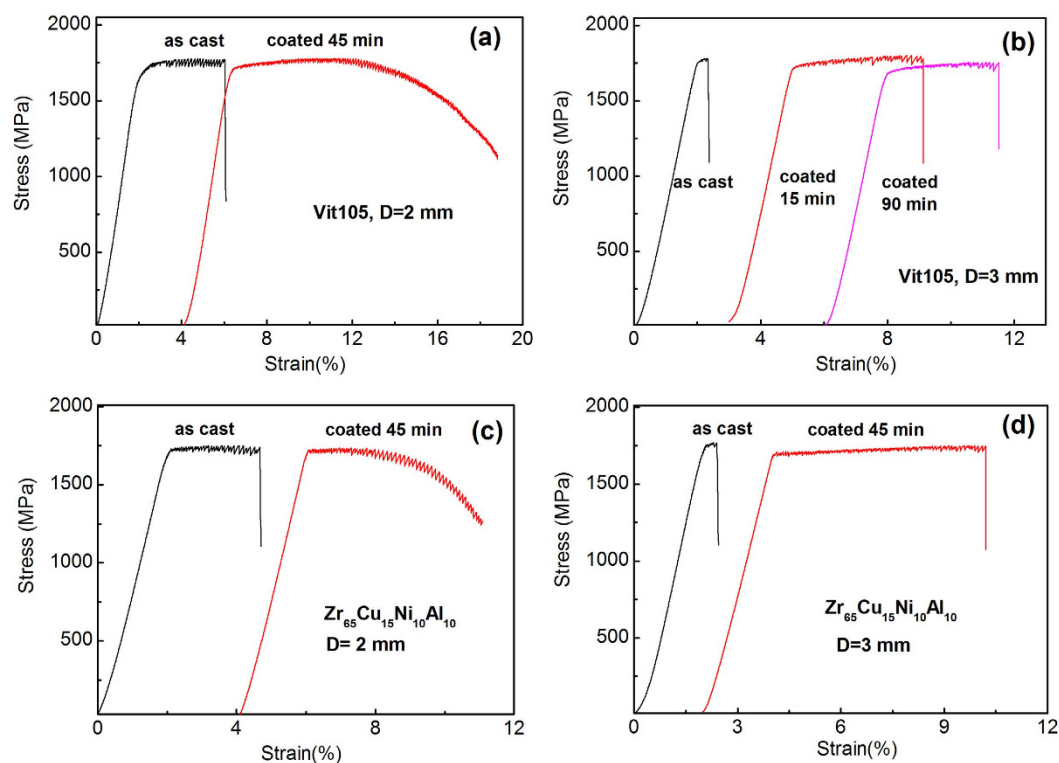 2000
1500
1000
500
Stress (MPa)
as cast
coated 45 min
(a)
Vit105, D=2 mm
0 4 8 12 16 20
Strain(%)
2000
1500
1000
500
Stress (MPa)
(b)
as cast
coated
15 min
coated
90 min
Vit105, D=3 mm
0 4 8 12
Strain(%)
2000
1500
1000
500
Stress (MPa)
as cast
coated 45 min
(c)
Zr65Cu15Ni10Al10
D= 2 mm
0 4 8 12
Strain(%)
2000
1500
1000
500
Stress (MPa)
as cast
coated 45 min
(d)
Zr65Cu15Ni10Al10
D=3 mm
0 3 6 9 12
Strain(%)